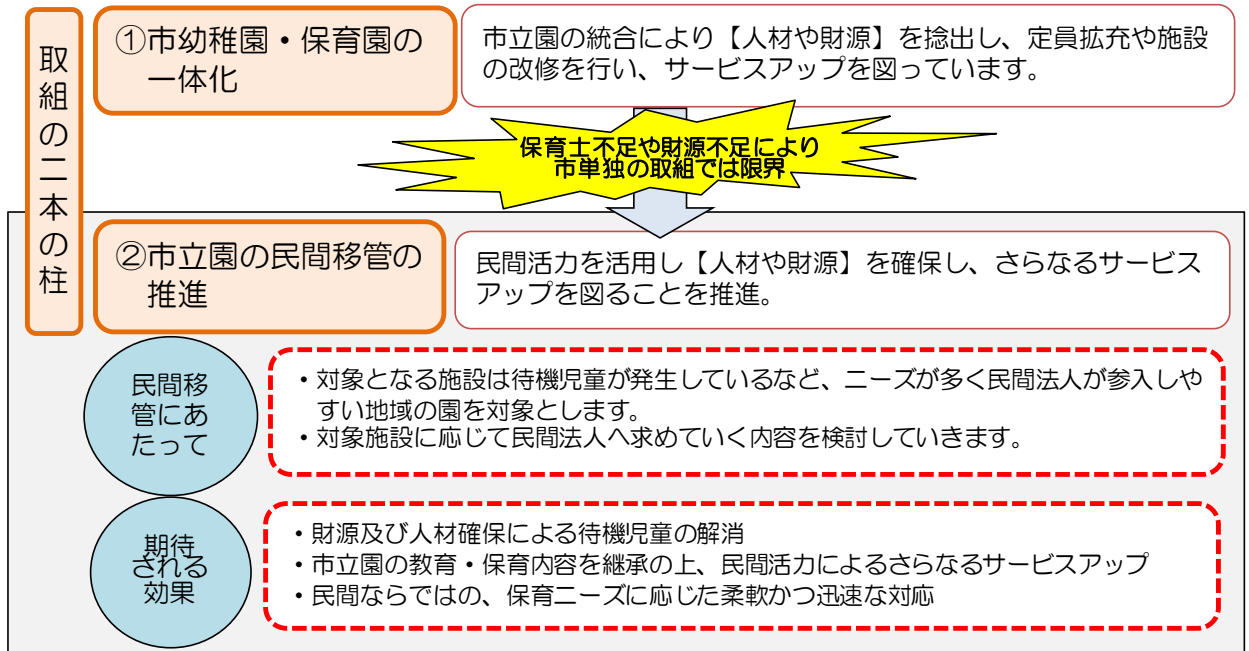 取組の二本の柱
①市幼稚園・保育園の
一体化
市立園の統合により【人材や財源】を捻出し、定員拡充や施設
の改修を行い、サービスアップを図っています。
保育士不足や財源不足により
市単独の取組では限界
②市立園の民間移管の
推進
民間活力を活用し【人材や財源】を確保し、さらなるサービス
アップを図ることを推進。
民間移
管にあ
たって
・対象となる施設は待機児童が発生しているなど、ニーズが多く民間法人が参入しや
すい地域の園を対象とします。
・対象施設に応じて民間法人へ求めていく内容を検討していきます。
期待
される
効果
・財源及び人材確保による待機児童の解消
・市立園の教育・保育内容を継承の上、民間活力によるさらなるサービスアップ
・民間ならではの、保育ニーズに応じた柔軟かつ迅速な対応